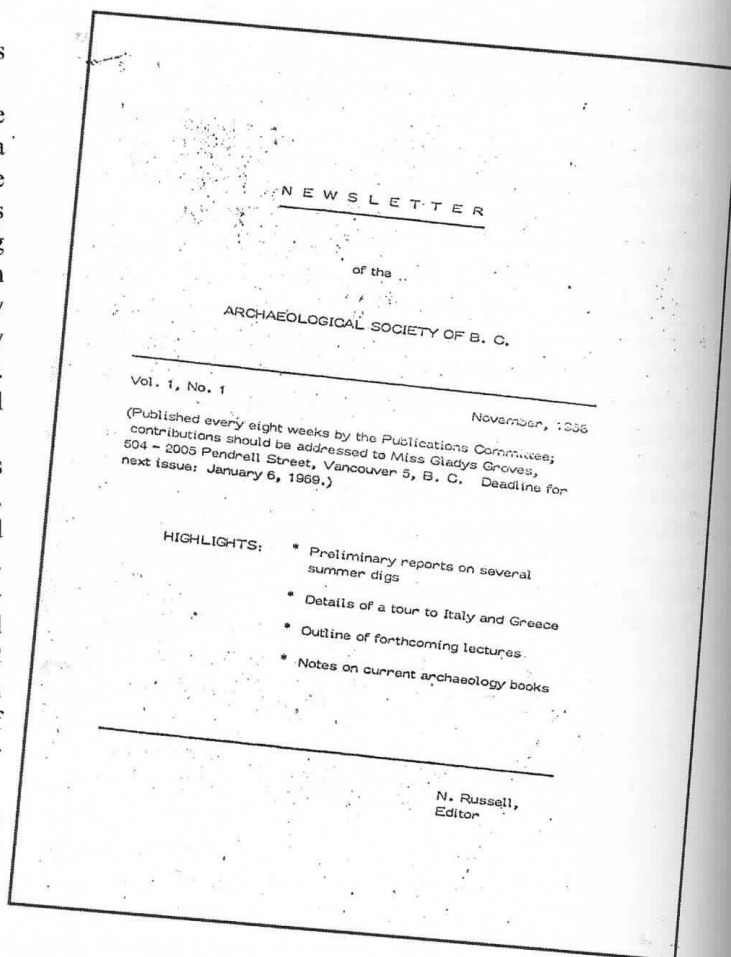 NEWSLETTER
of the
ARCHAEOLOGICAL SOCIETY OF B. C.
Vol. 1, No. 1
November,
(Published every eight weeks by the Publications Committee;
contributions should be addressed to Miss Gladys Groves,
504 - 2005 Pendrell Street, Vancouver 5, B. C. Deadline for
next issue: January 6, 1969.)
HIGHLIGHTS: * Preliminary reports on several
summer digs
* Details of a tour to Italy and Greece
* Outline of forthcoming lectures
* Notes on current archaeology books
N. Russell,
Editor